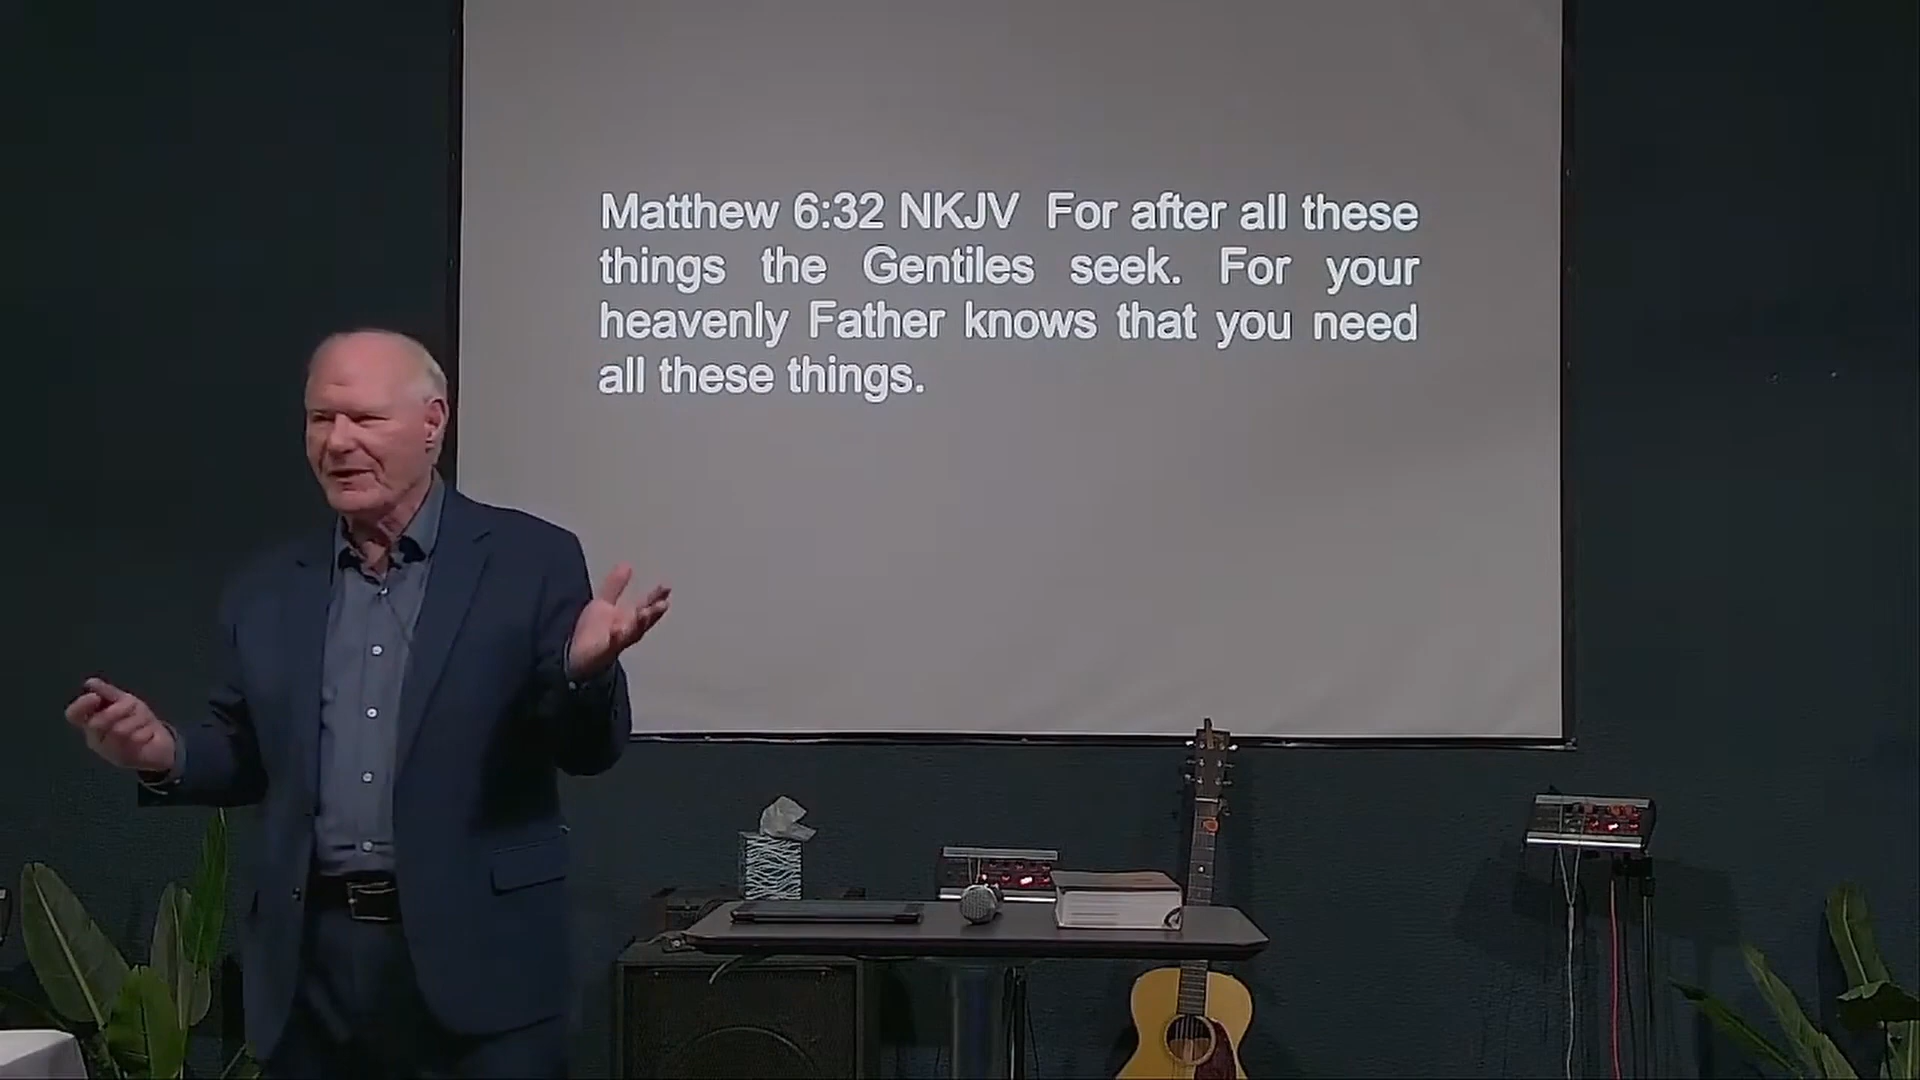 Matthew 6:32 NKJV  For after all these
things the Gentiles seek. For your
heavenly Father knows that you need
all these things.